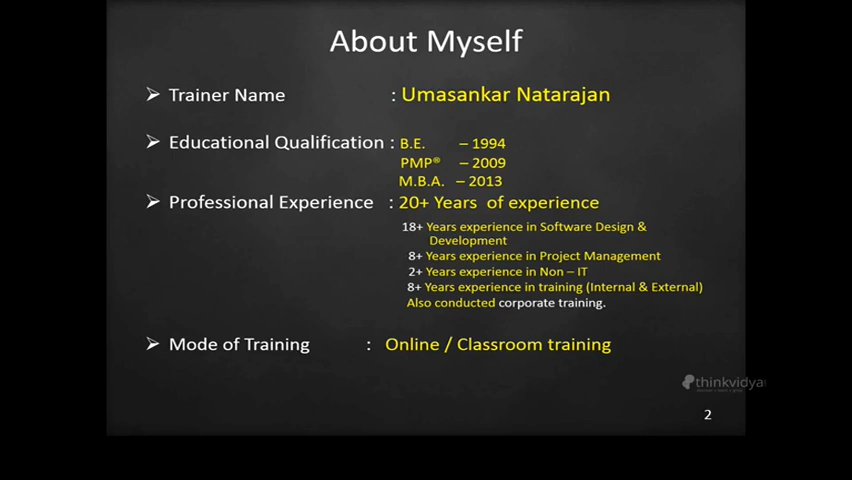 About Myself
➢ Trainer Name : Umasankar Natarajan
➢ Educational Qualification : B.E. – 1994
PMP® – 2009
M.B.A. – 2013
➢ Professional Experience : 20+ Years of experience
18+ Years experience in Software Design &
Development
8+ Years experience in Project Management
2+ Years experience in Non – IT
8+ Years experience in training (Internal & External)
Also conducted corporate training.
➢ Mode of Training : Online / Classroom training
thinkvidya
2